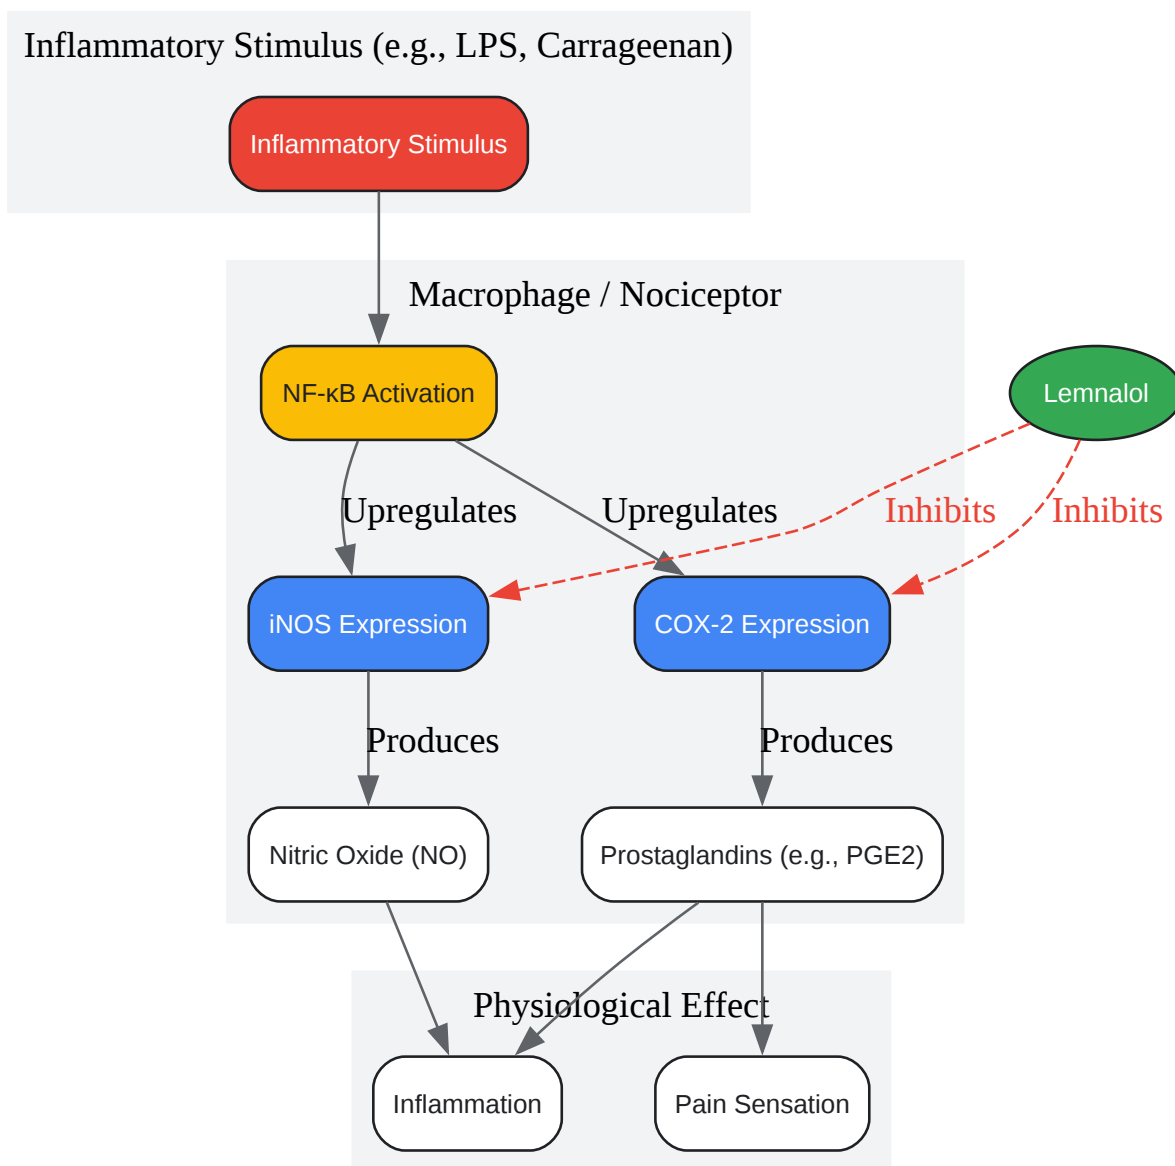 Inflammatory Stimulus (e.g., LPS, Carrageenan)
Inflammatory Stimulus
Macrophage / Nociceptor
NF-κB Activation
Lemnalol
Upregulates
Upregulates
Inhibits
Inhibits
iNOS Expression
COX-2 Expression
Produces
Produces
Nitric Oxide (NO)
Prostaglandins (e.g., PGE2)
Physiological Effect
Inflammation
Pain Sensation